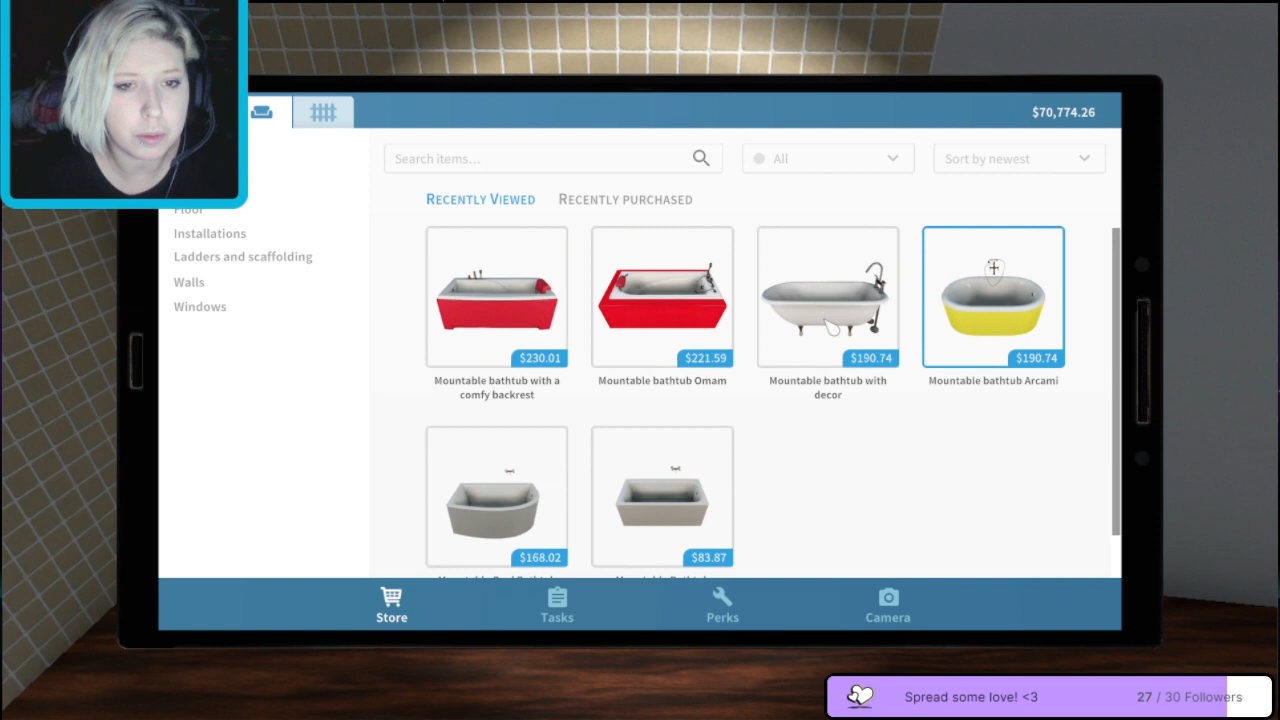 $70,774.26
Search items...
All
Sort by newest
RECENTLY VIEWED
RECENTLY PURCHASED
Floor
Installations
Ladders and scaffolding
Walls
Windows
$230.01
$221.59
$190.74
$190.74
Mountable bathtub with a
comfy backrest
Mountable bathtub Omam
Mountable bathtub with
decor
Mountable bathtub Arcami
$168.02
$83.87
Store
Tasks
Perks
Camera
Spread some love! <3
27 / 30 Followers